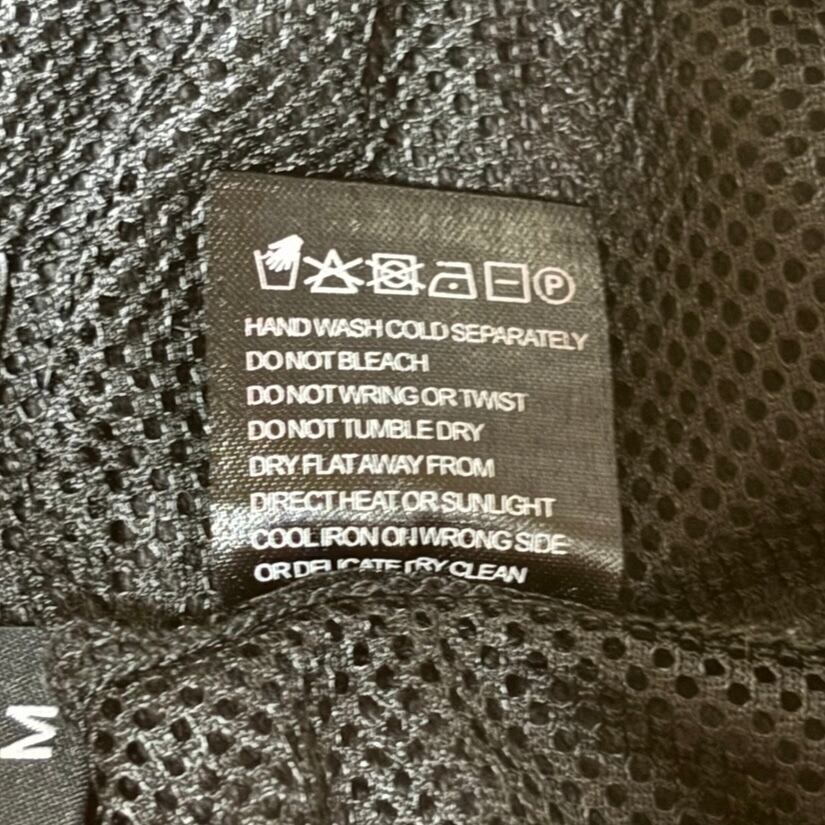 P
HAND WASH COLD SEPARATELY
DO NOT BLEACH
DO NOT WRING OR TWIST
DO NOT TUMBLE DRY
DRY FLAT AWAY FROM
DIRECT HEAT OR SUNLIGHT
COOL IRON ON WRONG SIDE
OR DELICATE DRY CLEAN
M